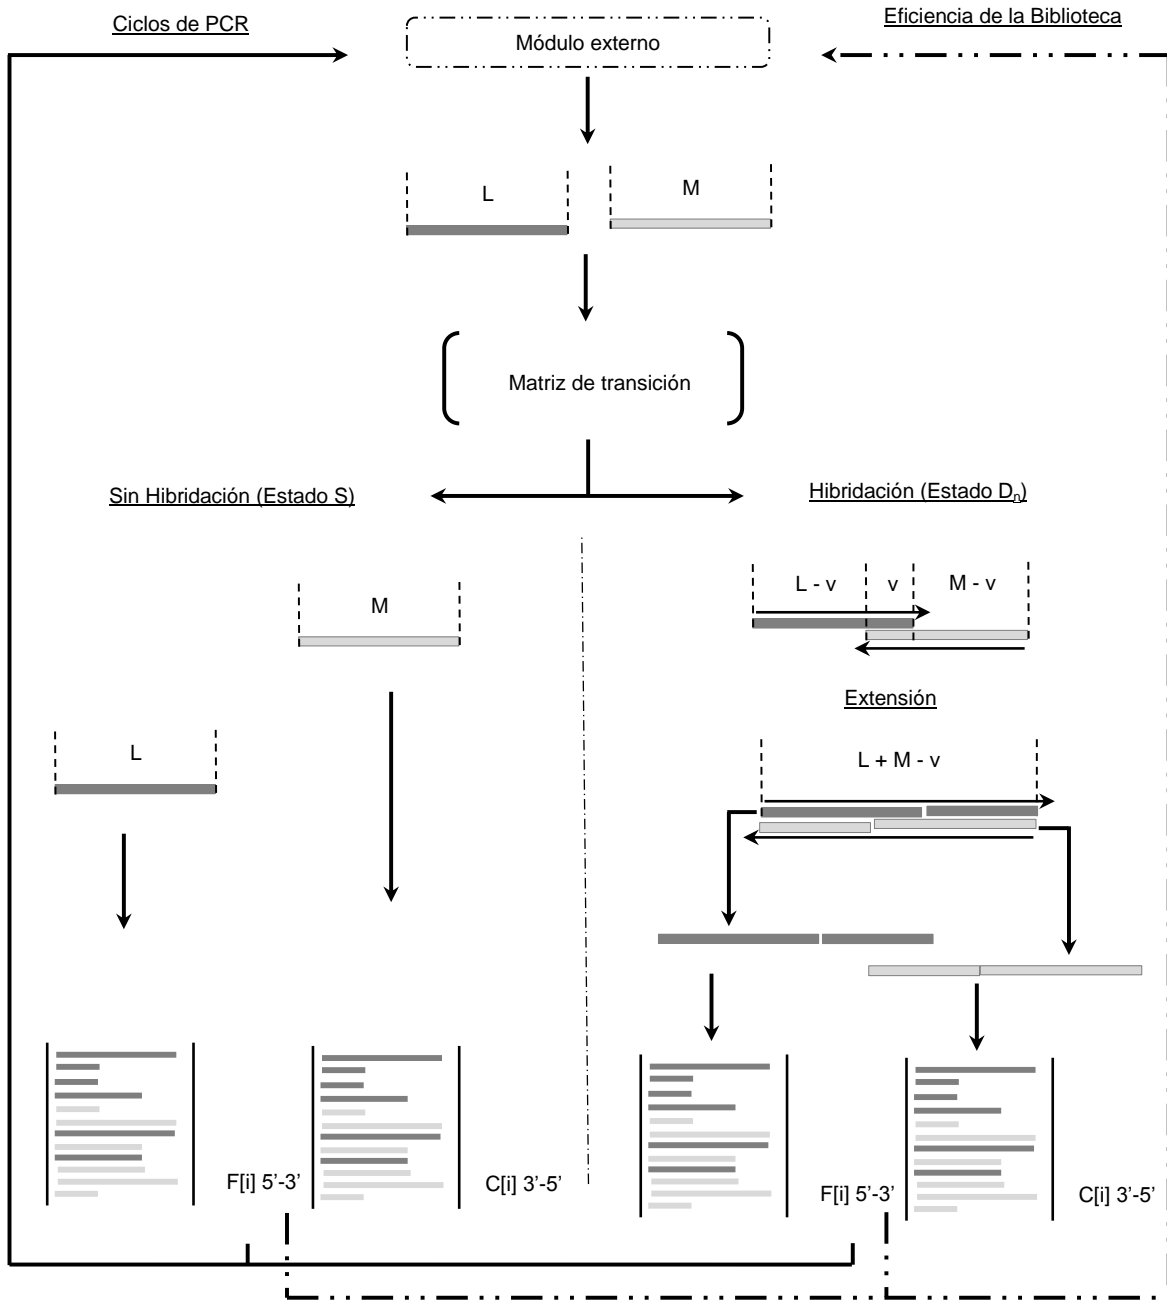 Ciclos de PCR
Eficiencia de la Biblioteca
Módulo externo
L
M
Matriz de transición
Sin Hibridación (Estado S)
Hibridación (Estado Dn)
L - v
v
M - v
M
Extensión
L
L + M - v
F[i] 5’-3’
C[i] 3’-5’
F[i] 5’-3’
C[i] 3’-5’